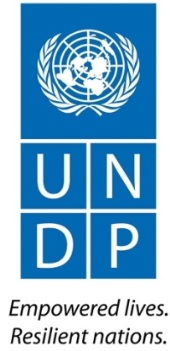 U N
D P
Empowered lives.
Resilient nations.